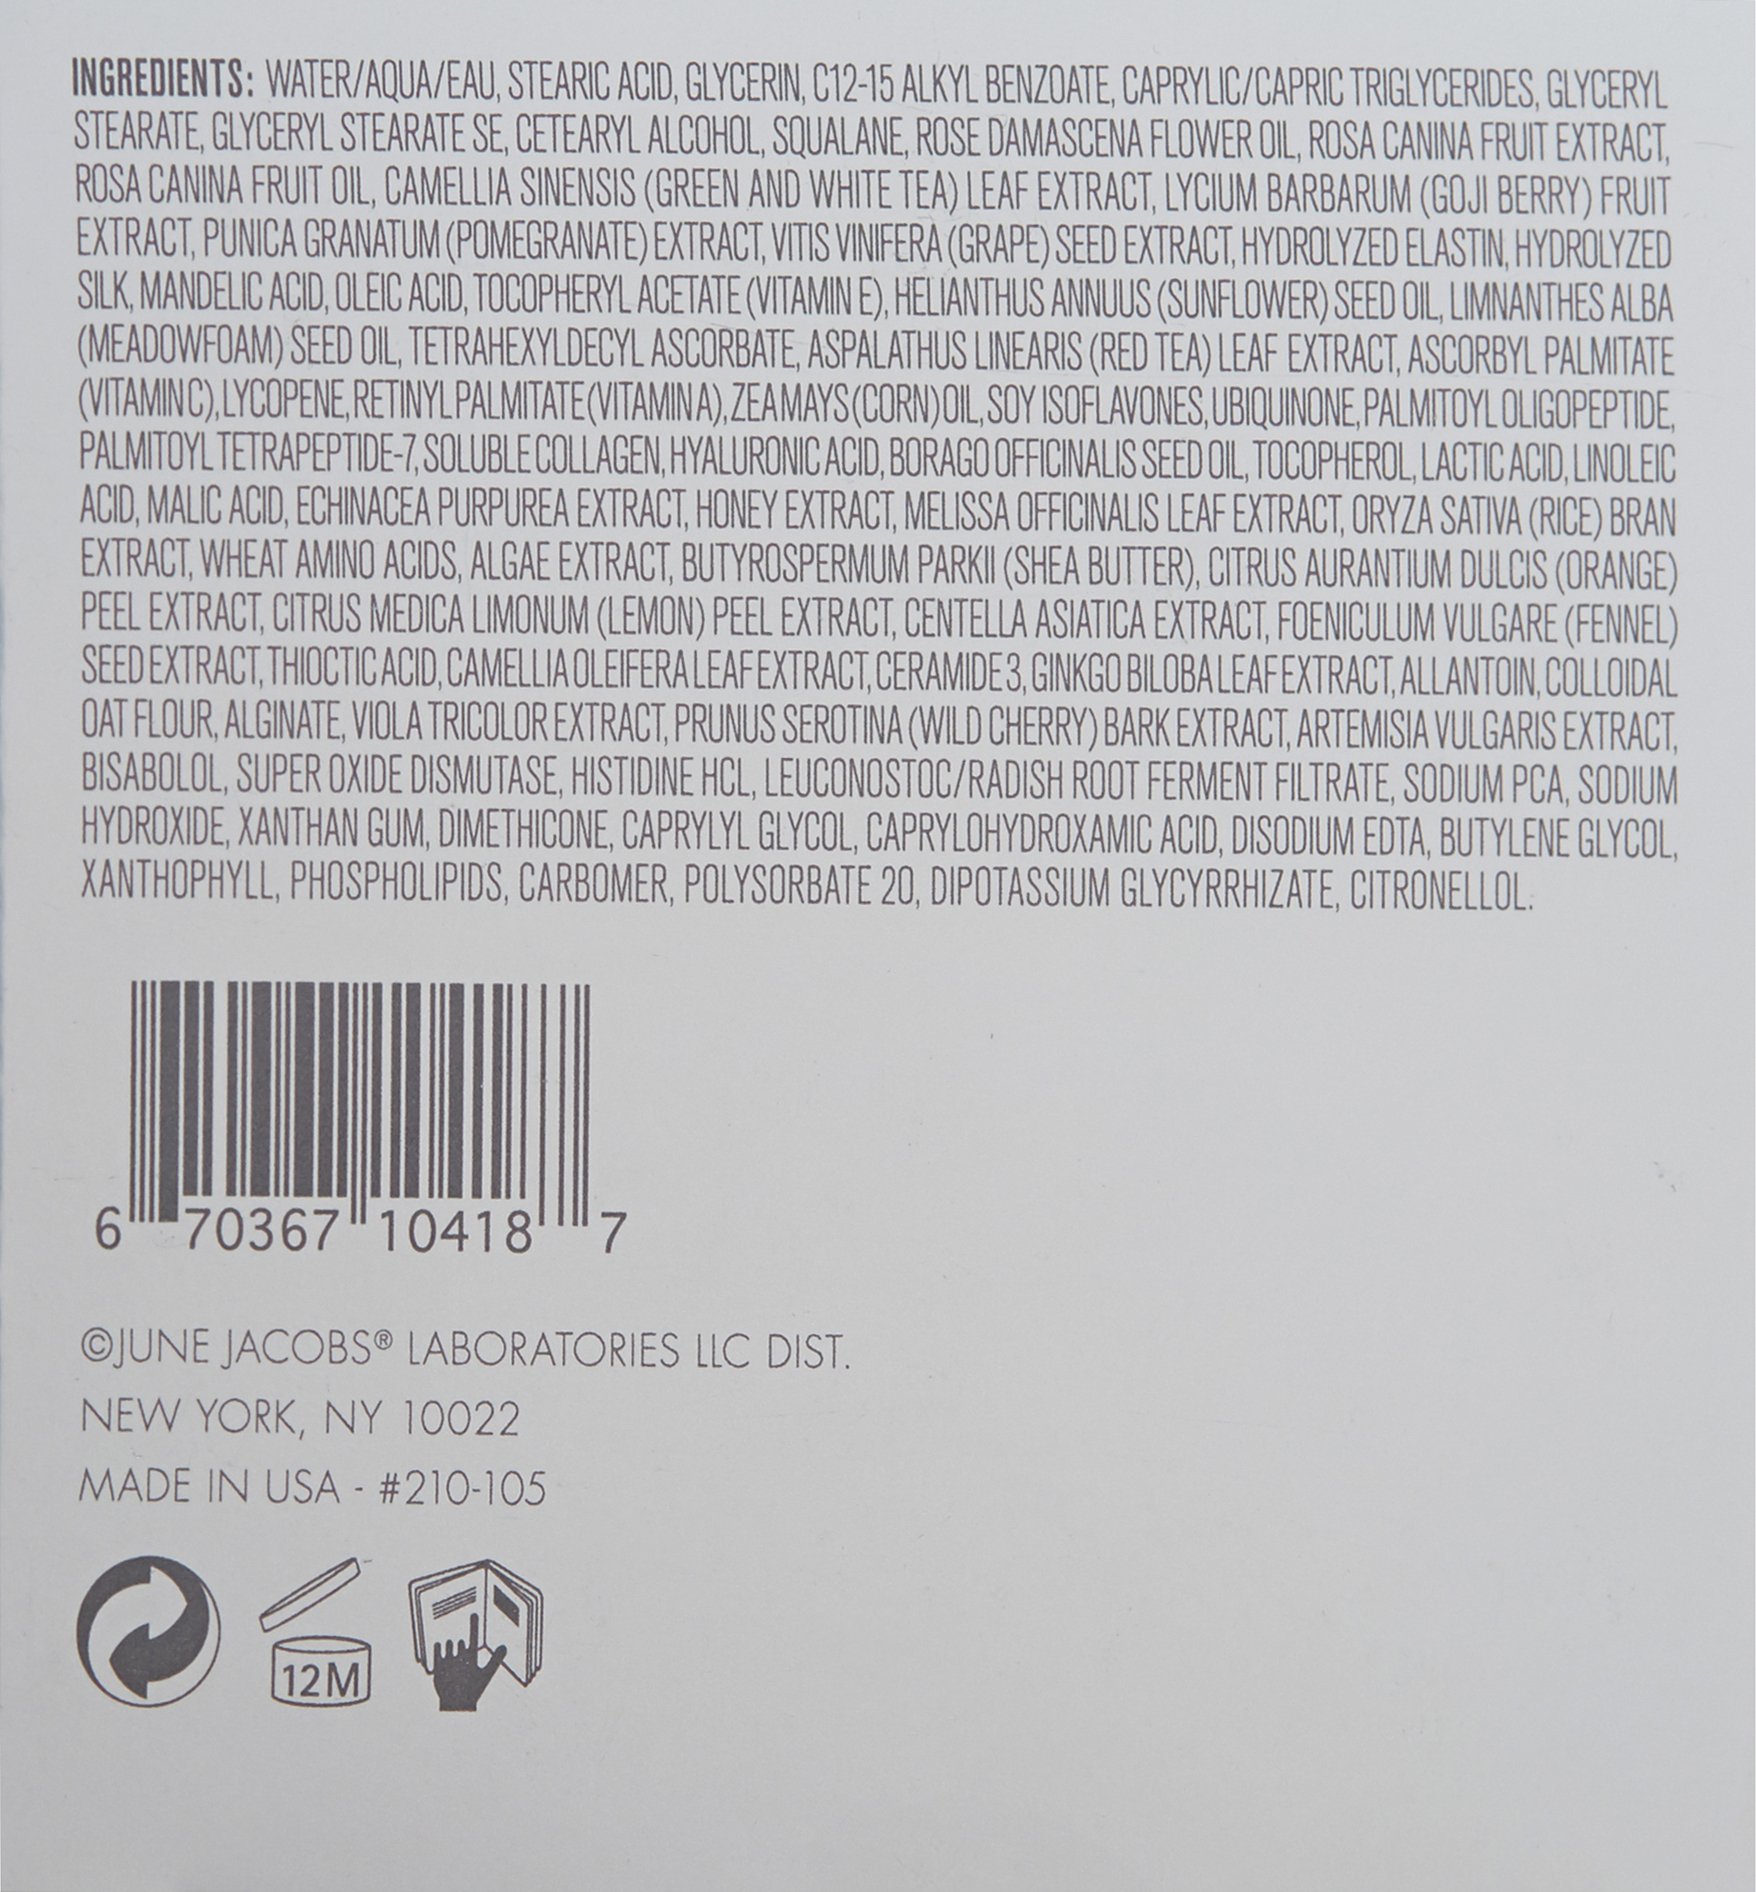 INGREDIENTS: WATER/AQUA/EAU, STEARIC ACID, GLYCERIN, C12-15 ALKYL BENZOATE, CAPRYLIC/CAPRIC TRIGLYCERIDES, GLYCERYL
STEARATE, GLYCERYL STEARATE SE, CETEARYL ALCOHOL, SQUALANE, ROSE DAMASCENA FLOWER OIL, ROSA CANINA FRUIT EXTRACT,
ROSA CANINA FRUIT OIL, CAMELLIA SINENSIS (GREEN AND WHITE TEA) LEAF EXTRACT, LYCIUM BARBARUM (GOJI BERRY) FRUIT
EXTRACT, PUNICA GRANATUM (POMEGRANATE) EXTRACT, VITIS VINIFERA (GRAPE) SEED EXTRACT, HYDROLYZED ELASTIN, HYDROLYZED
SILK, MANDELIC ACID, OLEIC ACID, TOCOPHERYL ACETATE (VITAMIN E), HELIANTHUS ANNUUS (SUNFLOWER) SEED OIL, LIMNANTHES ALBA
(MEADOWFOAM) SEED OIL, TETRAHEXYLDECYL ASCORBATE, ASPALATHUS LINEARIS (RED TEA) LEAF EXTRACT, ASCORBYL PALMITATE
(VITAMIN C), LYCOPENE, RETINYL PALMITATE (VITAMIN A), ZEA MAYS (CORN) OIL, SOY ISOFLAVONES, UBIQUINONE, PALMITOYL OLIGOPEPTIDE,
PALMITOYL TETRAPEPTIDE-7, SOLUBLE COLLAGEN, HYALURONIC ACID, BORAGO OFFICINALIS SEED OIL, TOCOPHEROL, LACTIC ACID, LINOLEIC
ACID, MALIC ACID, ECHINACEA PURPUREA EXTRACT, HONEY EXTRACT, MELISSA OFFICINALIS LEAF EXTRACT, ORYZA SATIVA (RICE) BRAN
EXTRACT, WHEAT AMINO ACIDS, ALGAE EXTRACT, BUTYROSPERMUM PARKII (SHEA BUTTER), CITRUS AURANTIUM DULCIS (ORANGE)
PEEL EXTRACT, CITRUS MEDICA LIMONUM (LEMON) PEEL EXTRACT, CENTELLA ASIATICA EXTRACT, FOENICULUM VULGARE (FENNEL)
SEED EXTRACT, THIOCTIC ACID, CAMELLIA OLEIFERA LEAF EXTRACT, CERAMIDE 3, GINKGO BILOBA LEAF EXTRACT, ALLANTOIN, COLLOIDAL
OAT FLOUR, ALGINATE, VIOLA TRICOLOR EXTRACT, PRUNUS SEROTINA (WILD CHERRY) BARK EXTRACT, ARTEMISIA VULGARIS EXTRACT,
BISABOLOL, SUPER OXIDE DISMUTASE, HISTIDINE HCL, LEUCONOSTOC/RADISH ROOT FERMENT FILTRATE, SODIUM PCA, SODIUM
HYDROXIDE, XANTHAN GUM, DIMETHICONE, CAPRYLYL GLYCOL, CAPRYLOHYDROXAMIC ACID, DISODIUM EDTA, BUTYLENE GLYCOL,
XANTHOPHYLL, PHOSPHOLIPIDS, CARBOMER, POLYSORBATE 20, DIPOTASSIUM GLYCYRRHIZATE, CITRONELLOL.
6 70367 10418 7
©JUNE JACOBS® LABORATORIES LLC DIST.
NEW YORK, NY 10022
MADE IN USA - #210-105
12M